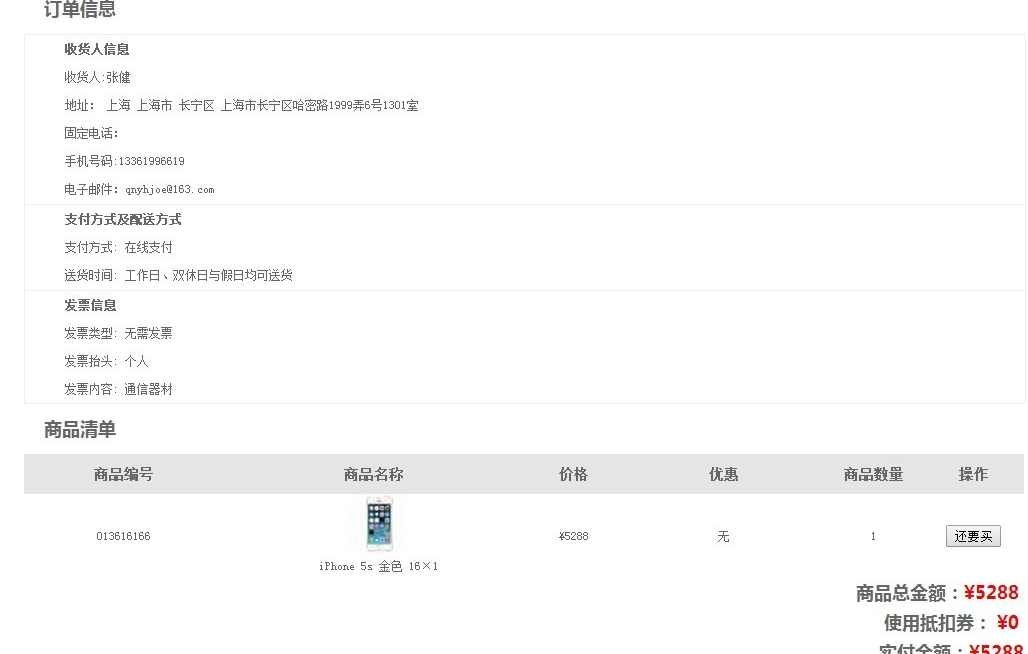 订单信息
收货人信息
收货人:张健
地址: 上海 上海市 长宁区 上海市长宁区哈密路1999弄6号1301室
固定电话:
手机号码:13361996619
电子邮件: qnyhjoe@163.com
支付方式及配送方式
支付方式: 在线支付
送货时间: 工作日、双休日与假日均可送货
发票信息
发票类型: 无需发票
发票抬头: 个人
发票内容: 通信器材
商品清单
商品编号 商品名称 价格 优惠 商品数量 操作
013616166 ¥5288 无 1 还要买
iPhone 5s 金色 16×1
商品总金额：¥5288
使用抵扣券： ¥0
实付金额：¥5288